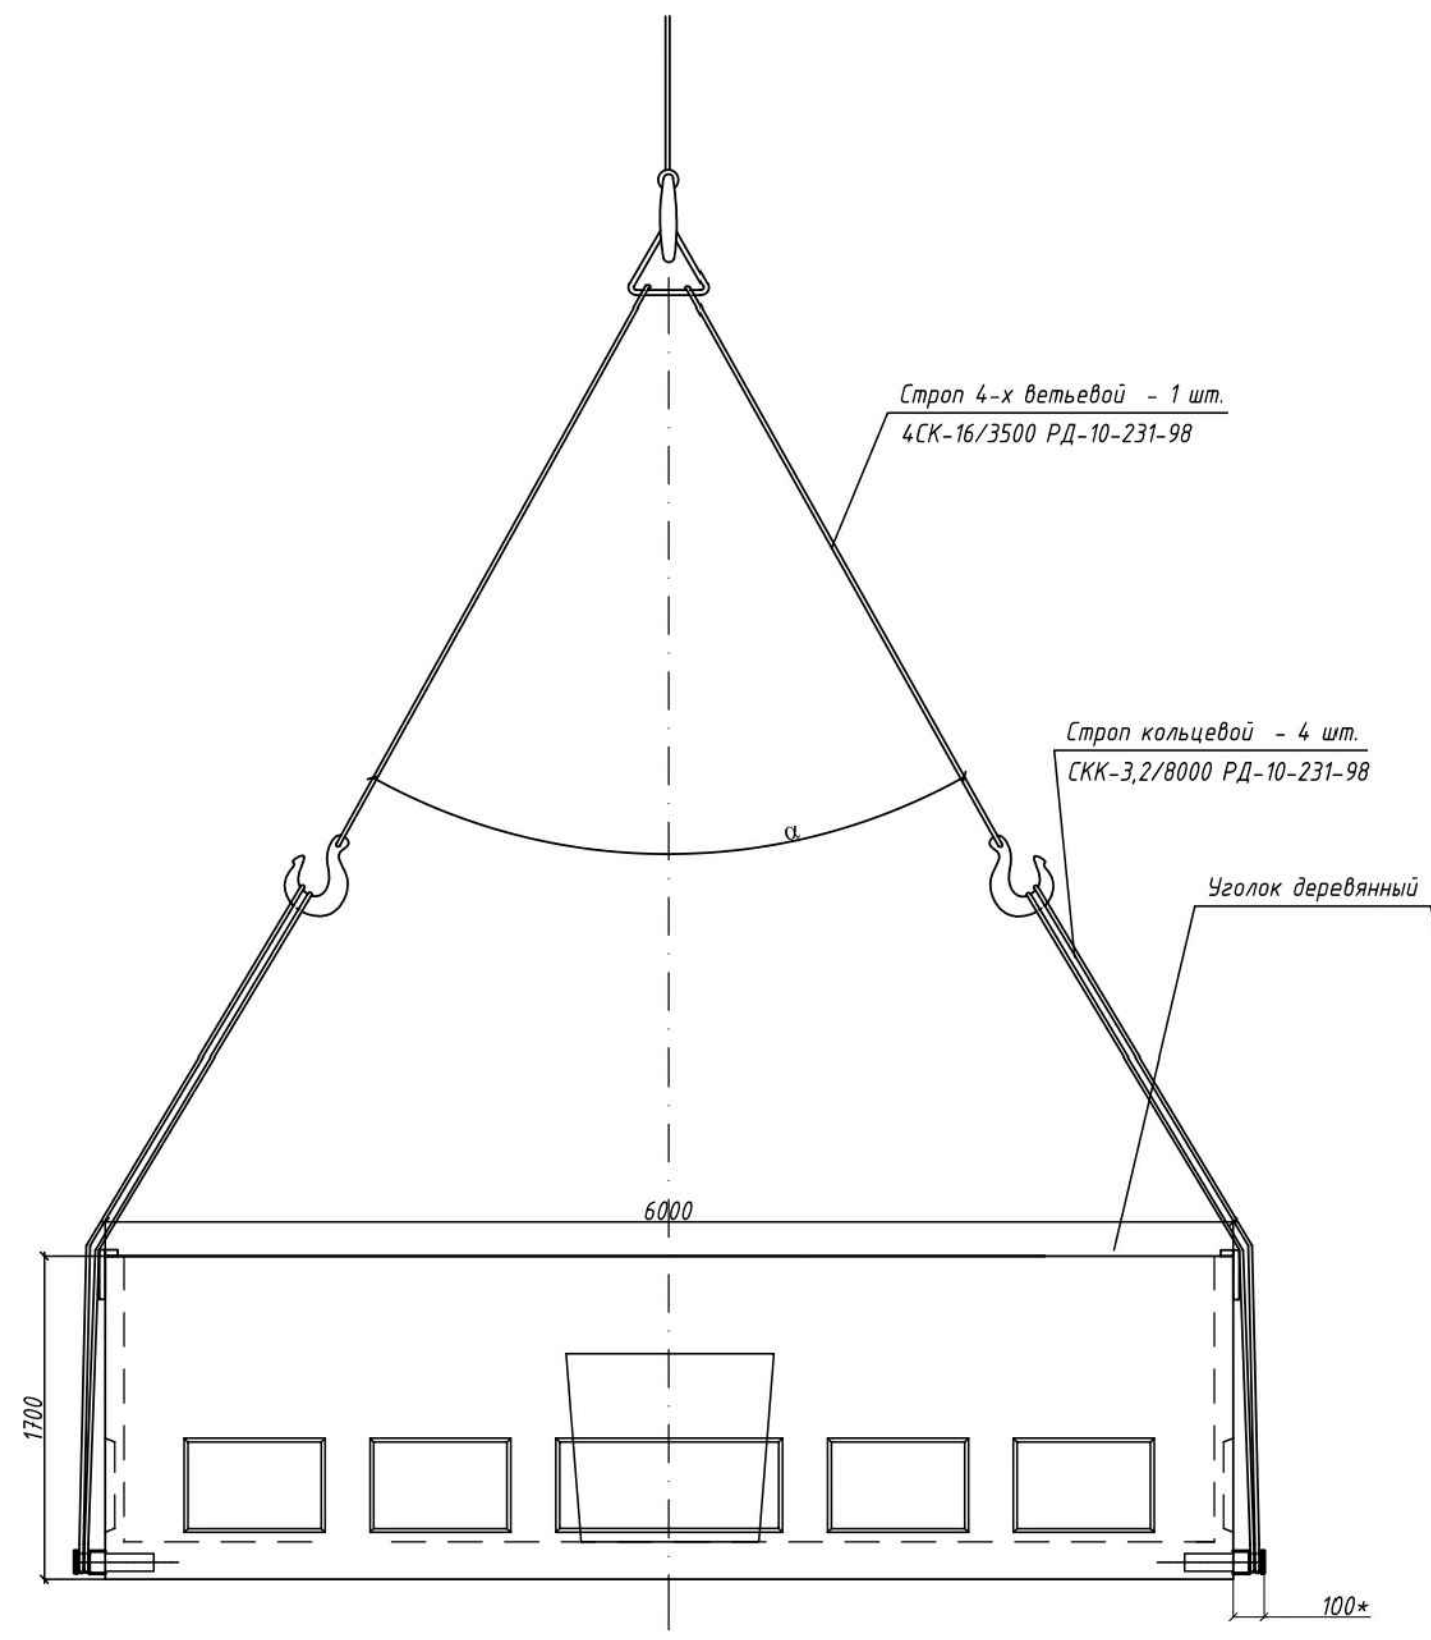 Строп 4-х ветьевой - 1 шт.
4СК-16/3500 РД-10-231-98
Строп кольцевой - 4 шт.
СКК-3,2/8000 РД-10-231-98
α
Уголок деревянный
6000
1700
100*